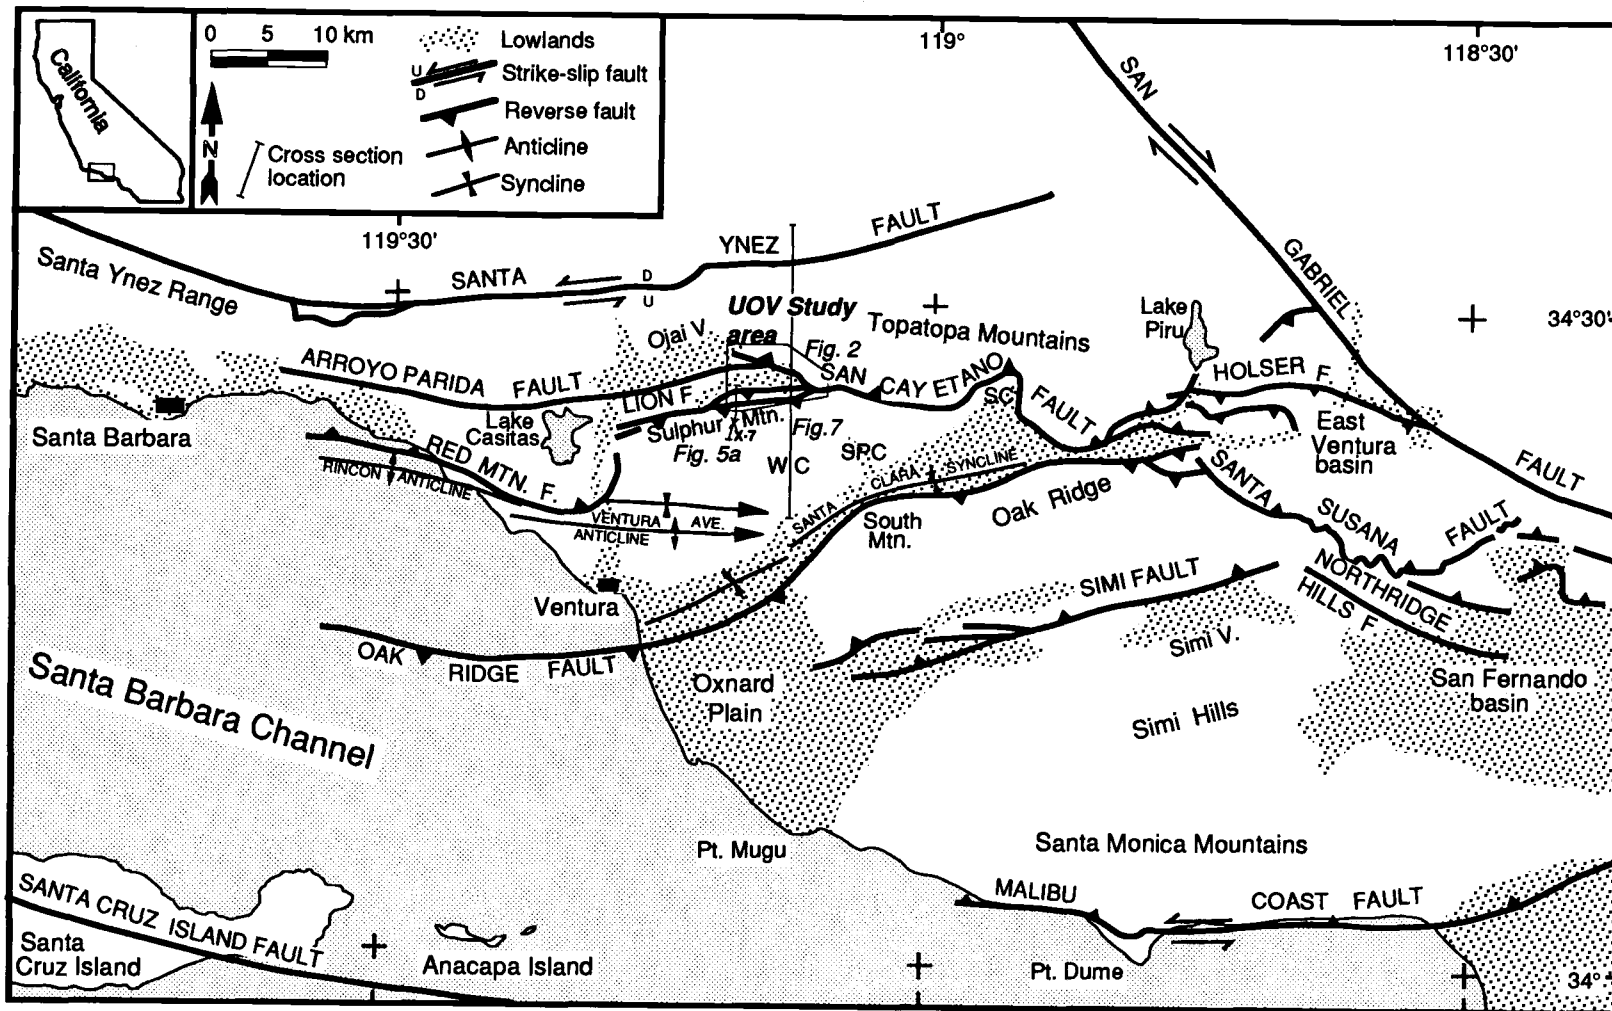 California
0 5 10 km
N
Cross section
location
Lowlands
U
D
Strike-slip fault
Reverse fault
Anticline
Syncline
119°
118°30'
119°30'
34°30'
34°
SAN GABRIEL FAULT
Santa Ynez Range
SANTA YNEZ FAULT
D
U
UOV Study
area
Ojai V.
Fig. 2
Topatopa Mountains
Lake
Piru
ARROYO PARIDA FAULT
SAN CAYETANO FAULT
SC
HOLSER F.
LION F.
Lake
Casitas
Sulphur Mtn.
Fig. 7
Fig. 5a
Santa Barbara
RED MTN. F.
RINCON ANTICLINE
W C
SPC
East
Ventura
basin
SANTA CLARA SYNCLINE
VENTURA AVE.
ANTICLINE
South
Mtn.
Oak Ridge
SANTA SUSANA FAULT
Ventura
SIMI FAULT
NORTHRIDGE
HILLS F
OAK RIDGE FAULT
Simi V.
Santa Barbara Channel
Oxnard
Plain
Simi Hills
San Fernando
basin
Pt. Mugu
Santa Monica Mountains
MALIBU COAST FAULT
SANTA CRUZ ISLAND FAULT
Santa
Cruz Island
Anacapa Island
Pt. Dume